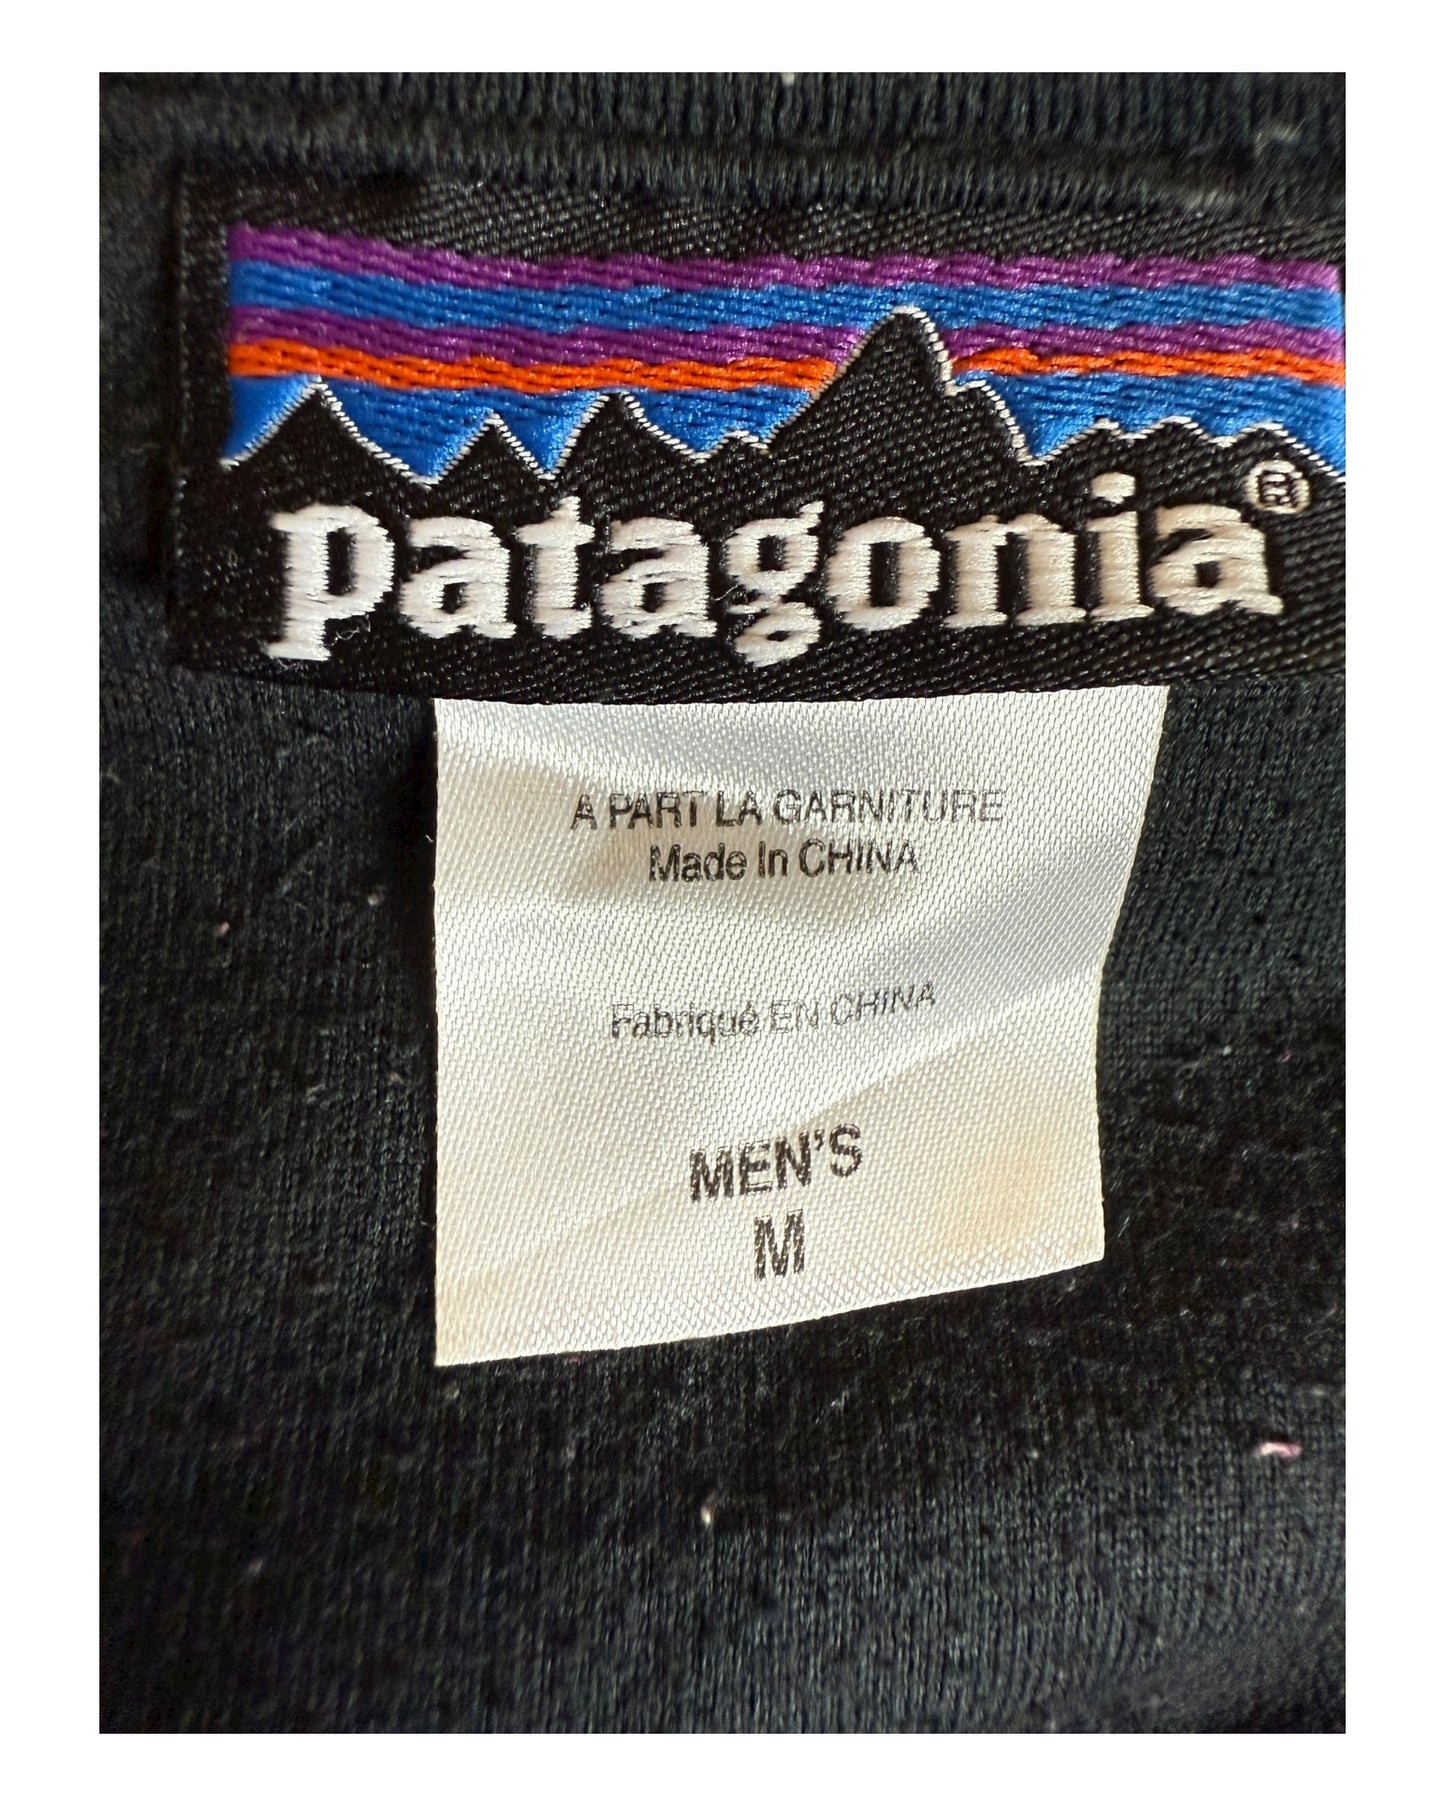 patagonia®
A PART LA GARNITURE
Made In CHINA
Fabriqué EN CHINA
MEN'S
M